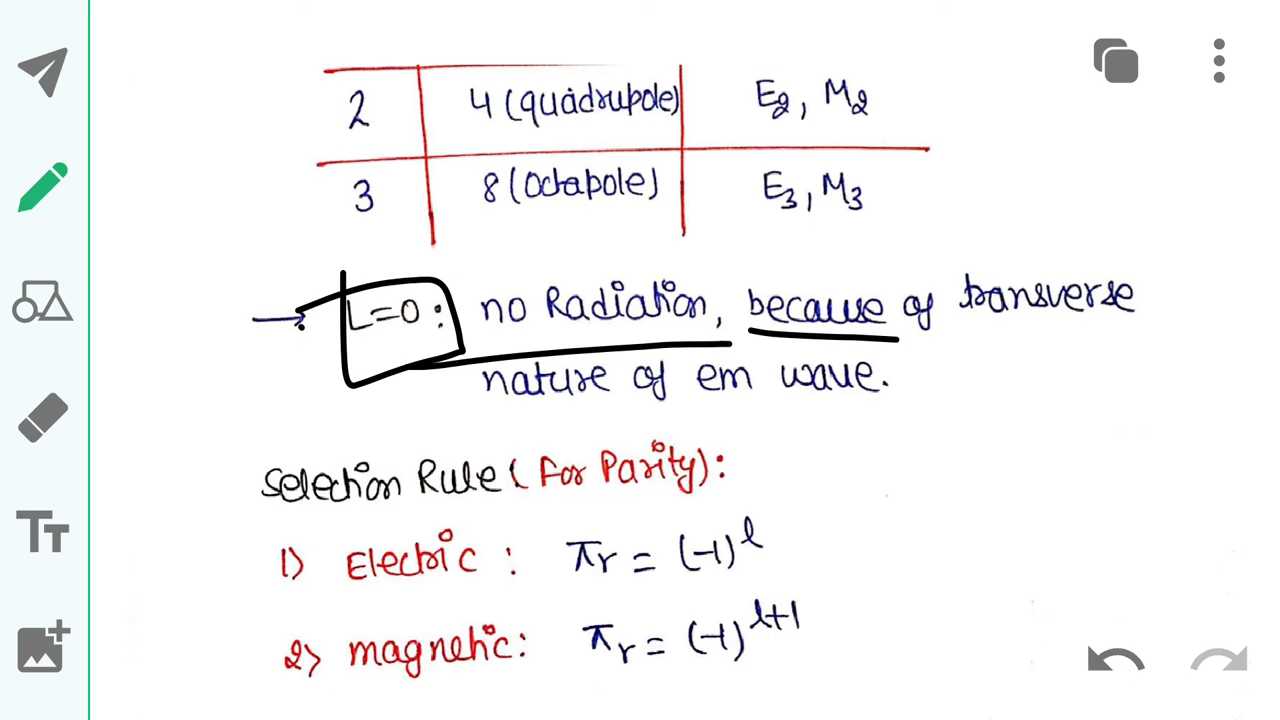 2 4 (quadrupole) E2, M2
3 8 (Octapole) E3, M3
→ L=0: no Radiation, because of transverse
nature of em wave.
Selection Rule (For Parity):
1) Electric: πr = (-1)^l
2) magnetic: πr = (-1)^l+1
TT